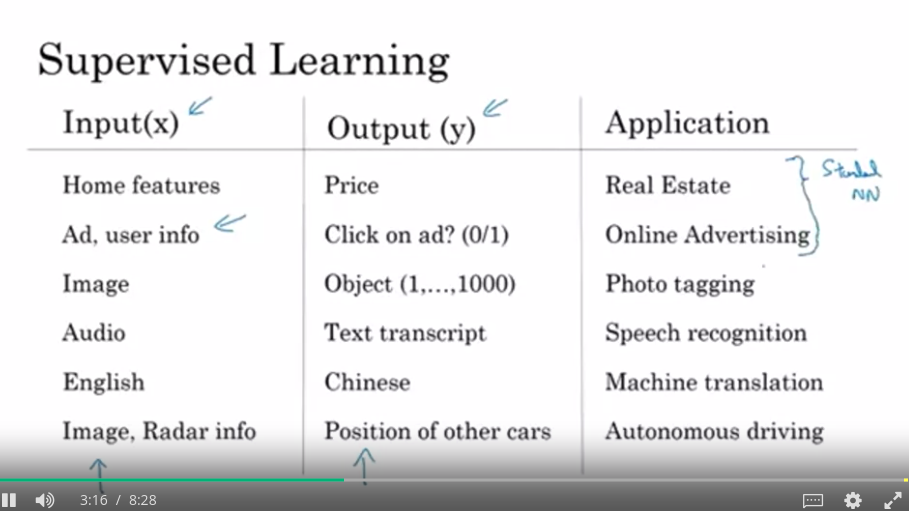 Supervised Learning
Input(x) Output (y) Application
Home features Price Real Estate
Ad, user info Click on ad? (0/1) Online Advertising
Image Object (1,...,1000) Photo tagging
Audio Text transcript Speech recognition
English Chinese Machine translation
Image, Radar info Position of other cars Autonomous driving
NN
3:16 / 8:28